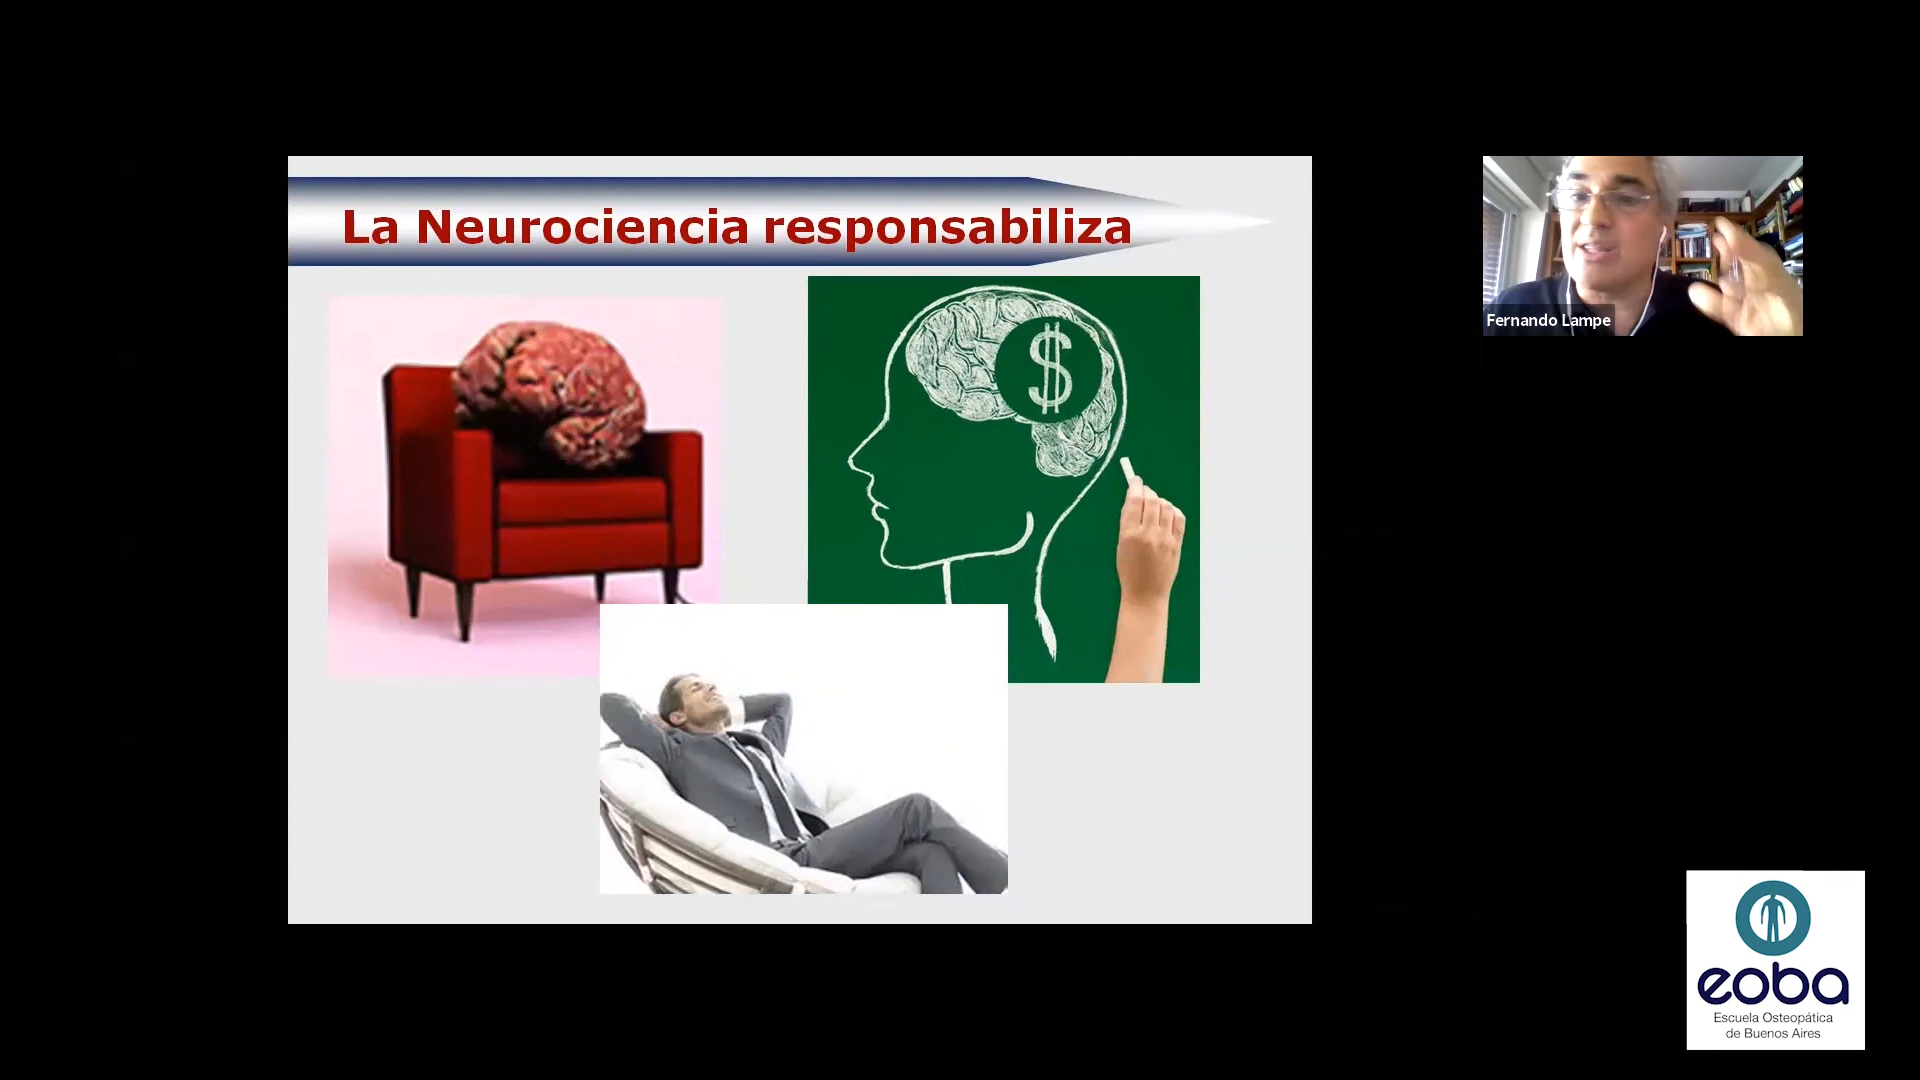 La Neurociencia responsabiliza
$
Fernando Lampe
eoba
Escuela Osteopática
de Buenos Aires